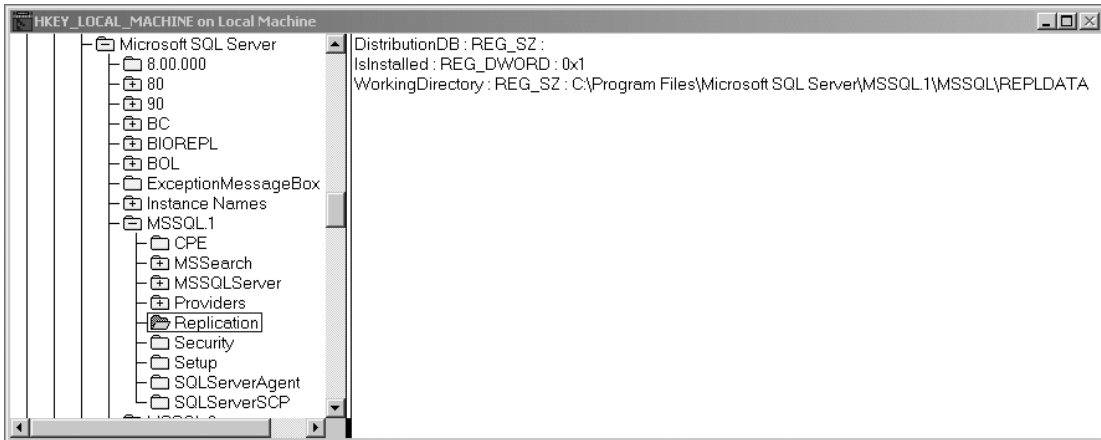 HKEY_LOCAL_MACHINE on Local Machine
Microsoft SQL Server
8.00.000
80
90
BC
BIOREPL
BOL
ExceptionMessageBox
Instance Names
MSSQL.1
CPE
MSSearch
MSSQLServer
Providers
Replication
Security
Setup
SQLServerAgent
SQLServerSCP
DistributionDB : REG_SZ :
IsInstalled : REG_DWORD : 0x1
WorkingDirectory : REG_SZ : C:\Program Files\Microsoft SQL Server\MSSQL.1\MSSQL\REPLDATA